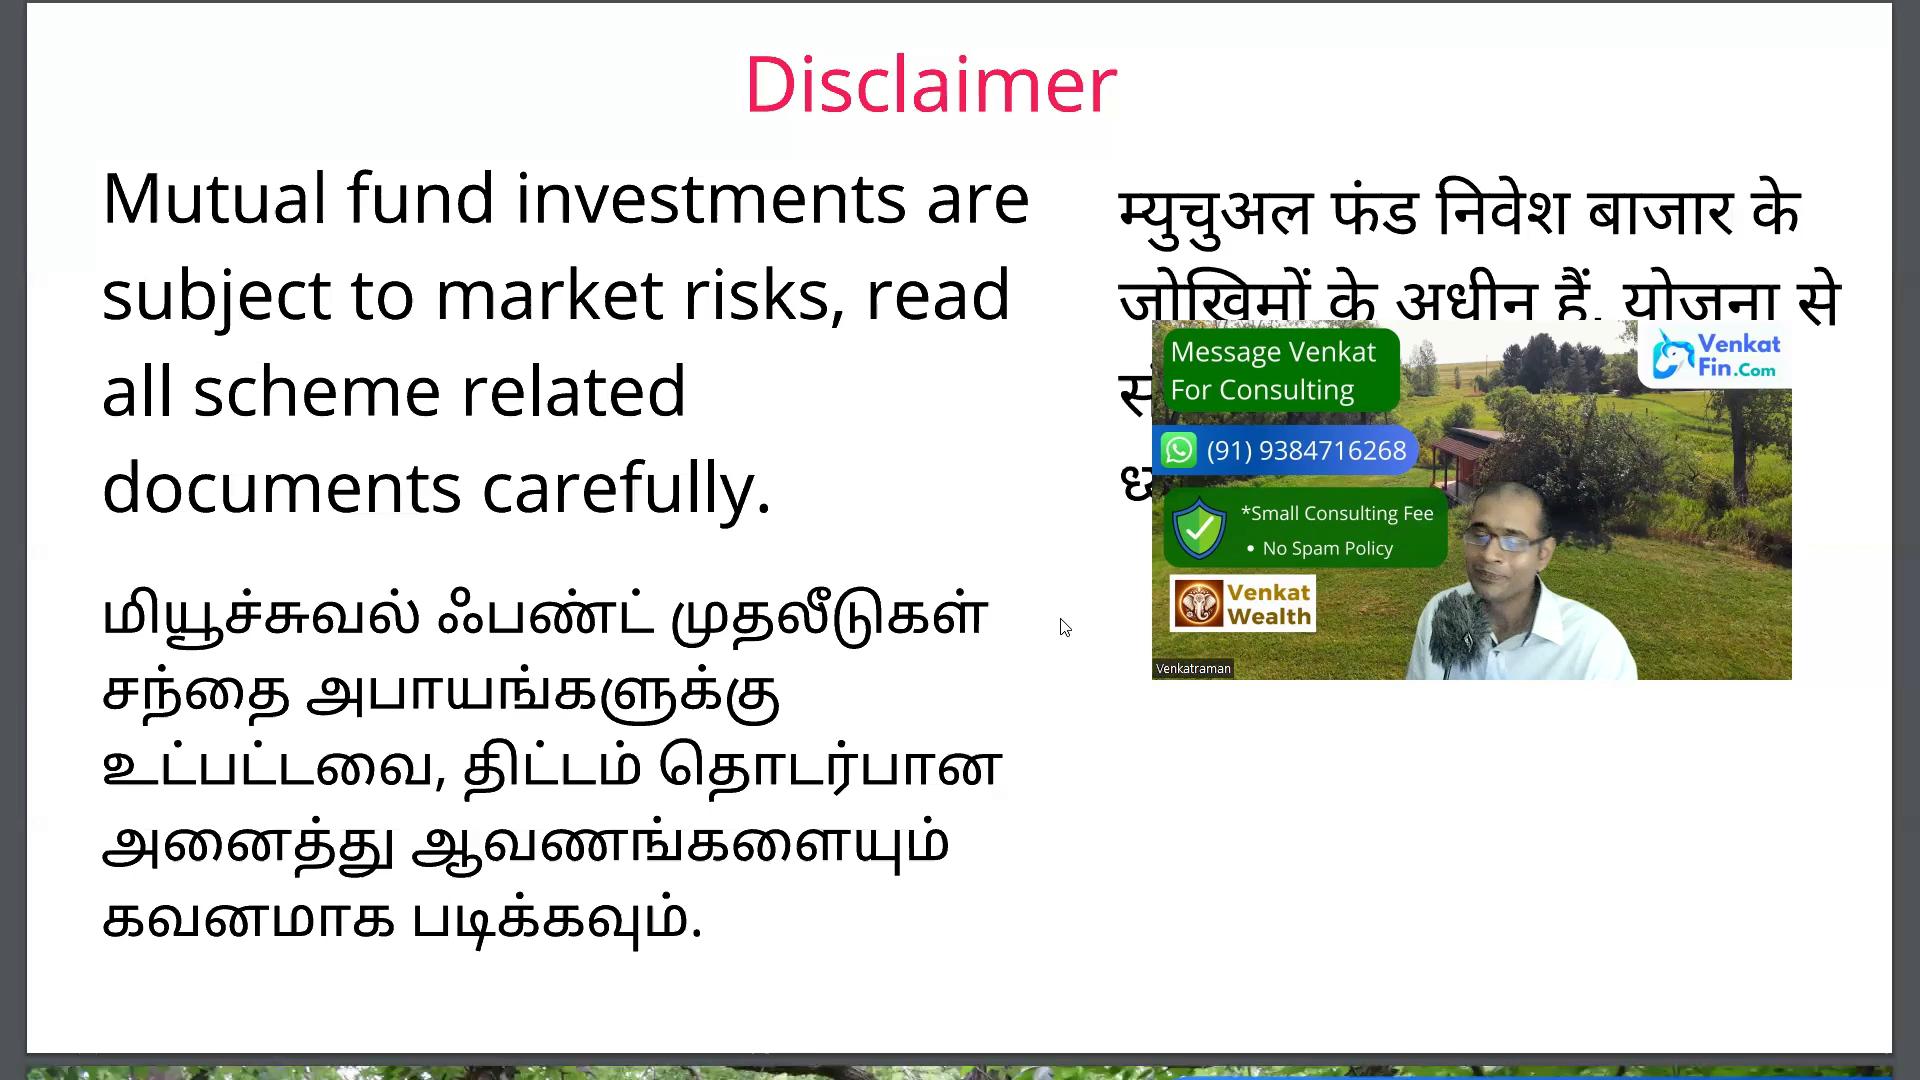 Disclaimer
Mutual fund investments are
subject to market risks, read
all scheme related
documents carefully.
மியூச்சுவல் ஃபண்ட் முதலீடுகள்
சந்தை அபாயங்களுக்கு
உட்பட்டவை, திட்டம் தொடர்பான
அனைத்து ஆவணங்களையும்
கவனமாக படிக்கவும்.
म्युचुअल फंड निवेश बाजार के
जोखिमों के अधीन हैं, योजना से
Message Venkat
For Consulting
(91) 9384716268
*Small Consulting Fee
• No Spam Policy
Venkat
Wealth
Venkatraman
Venkat
Fin.Com